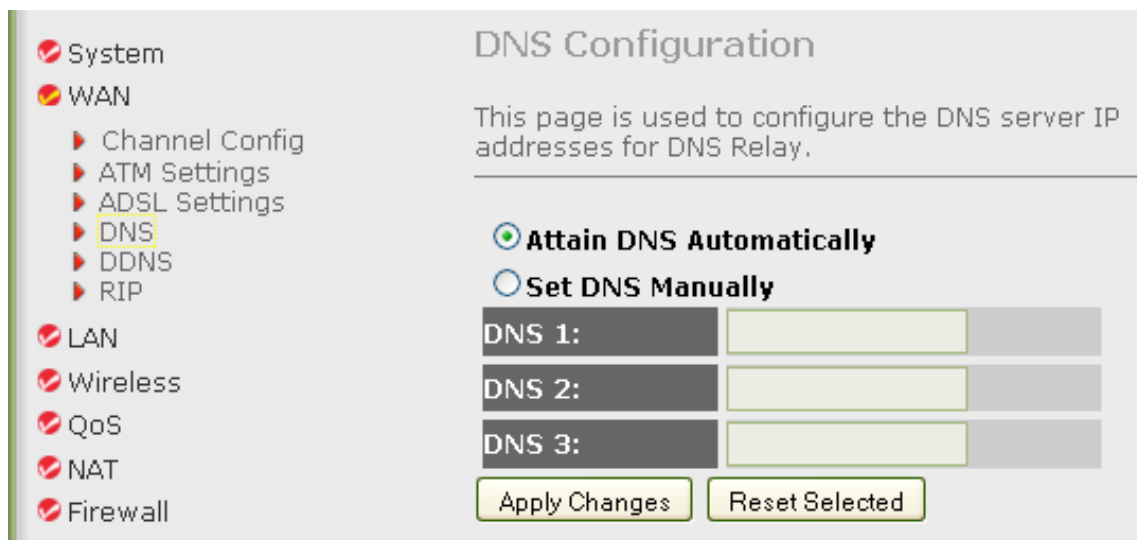 System
WAN
Channel Config
ATM Settings
ADSL Settings
DNS
DDNS
RIP
LAN
Wireless
QoS
NAT
Firewall
DNS Configuration
This page is used to configure the DNS server IP
addresses for DNS Relay.
Attain DNS Automatically
Set DNS Manually
DNS 1:
DNS 2:
DNS 3:
Apply Changes Reset Selected